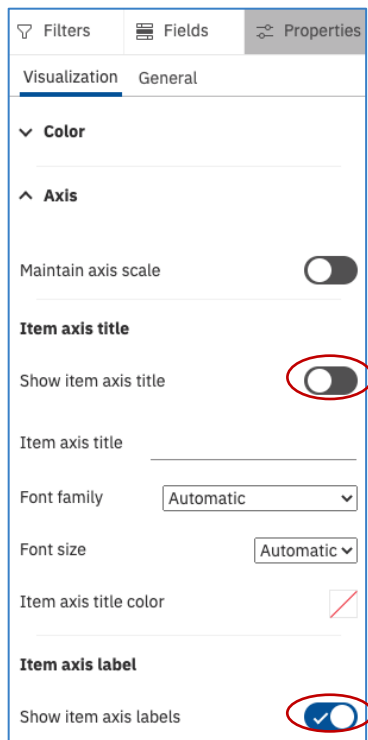 Filters Fields Properties
Visualization General
Color
Axis
Maintain axis scale
Item axis title
Show item axis title
Item axis title
Font family Automatic
Font size Automatic
Item axis title color
Item axis label
Show item axis labels